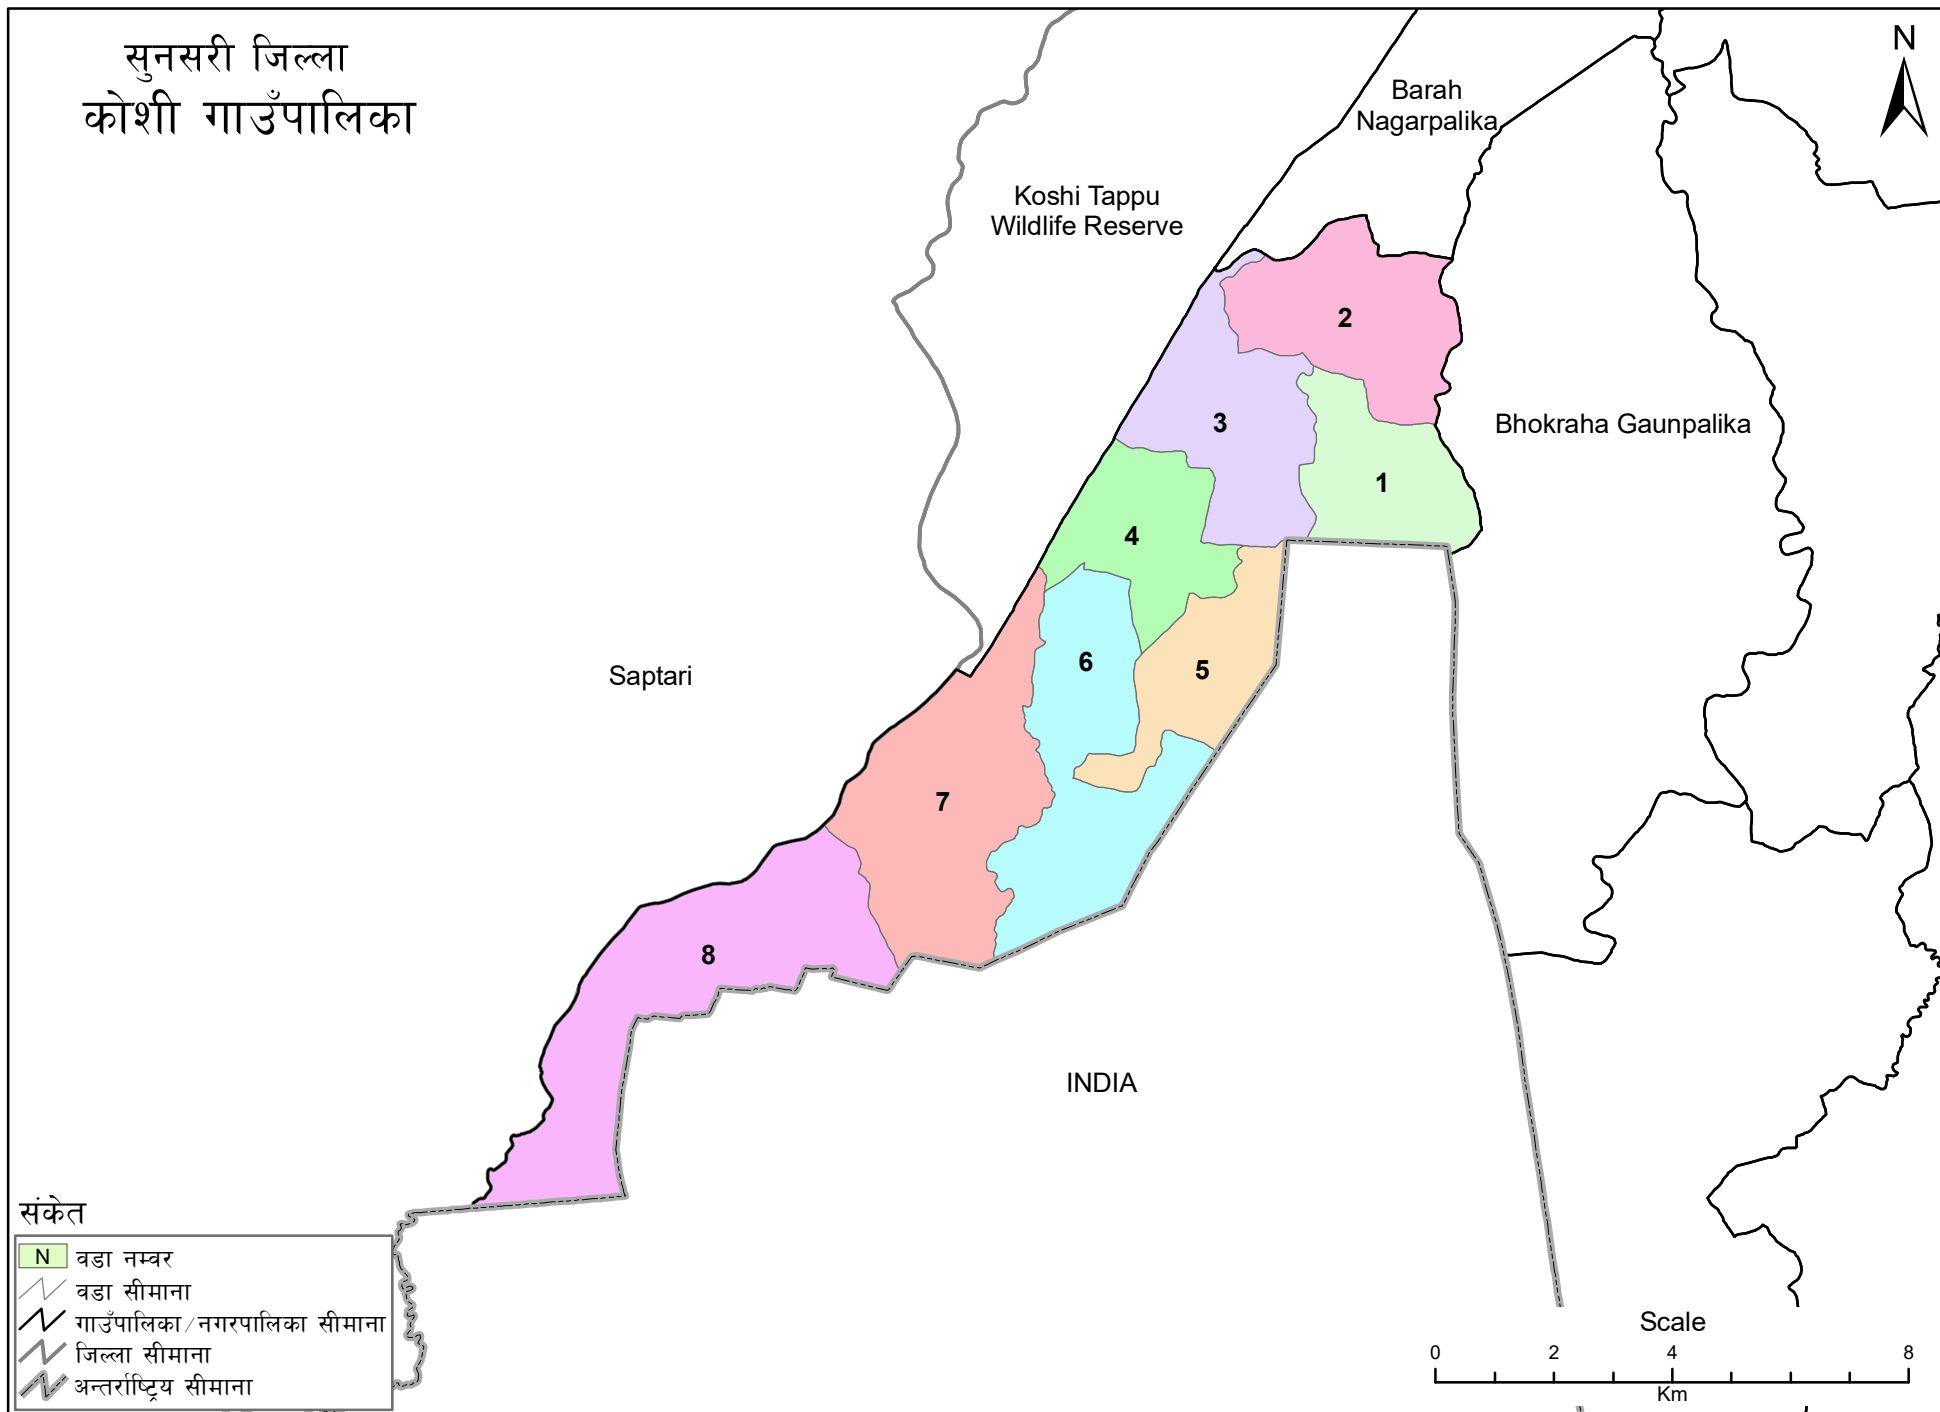 सुनसरी जिल्ला
कोशी गाउँपालिका
N
Barah
Nagarpalika
Koshi Tappu
Wildlife Reserve
2
3
Bhokraha Gaunpalika
1
4
6
5
Saptari
7
8
INDIA
संकेत
N वडा नम्वर
वडा सीमाना
गाउँपालिका/नगरपालिका सीमाना
जिल्ला सीमाना
अन्तर्राष्ट्रिय सीमाना
Scale
0 2 4 8
Km